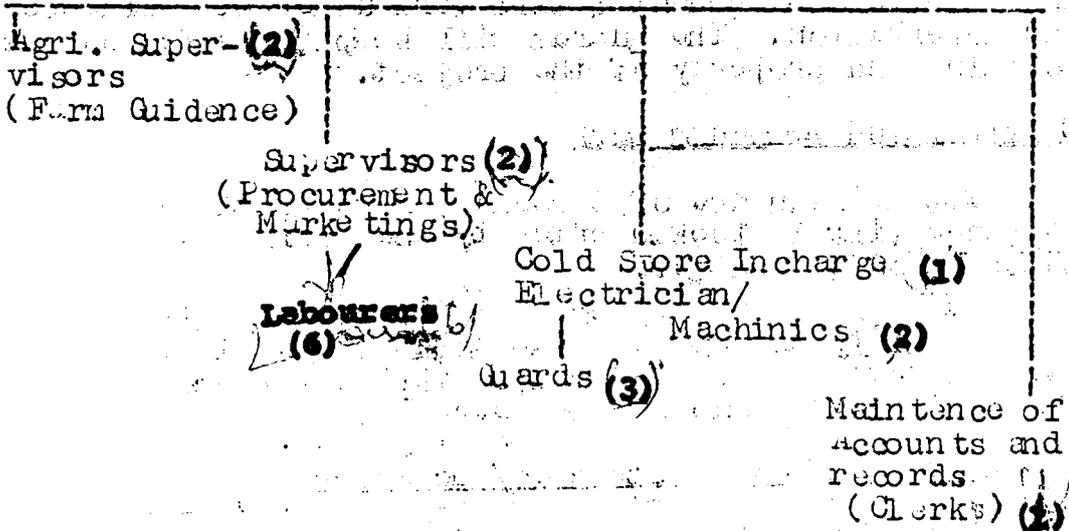 Agri. Super- (2)
visors
(Farm Guidence)
Supervisors (2)
(Procurement &
Marketings)
Labourers
(6)
Cold Store Incharge (1)
Electrician/
Machinics (2)
Guards (3)
Maintence of
Accounts and
records
(Clerks)